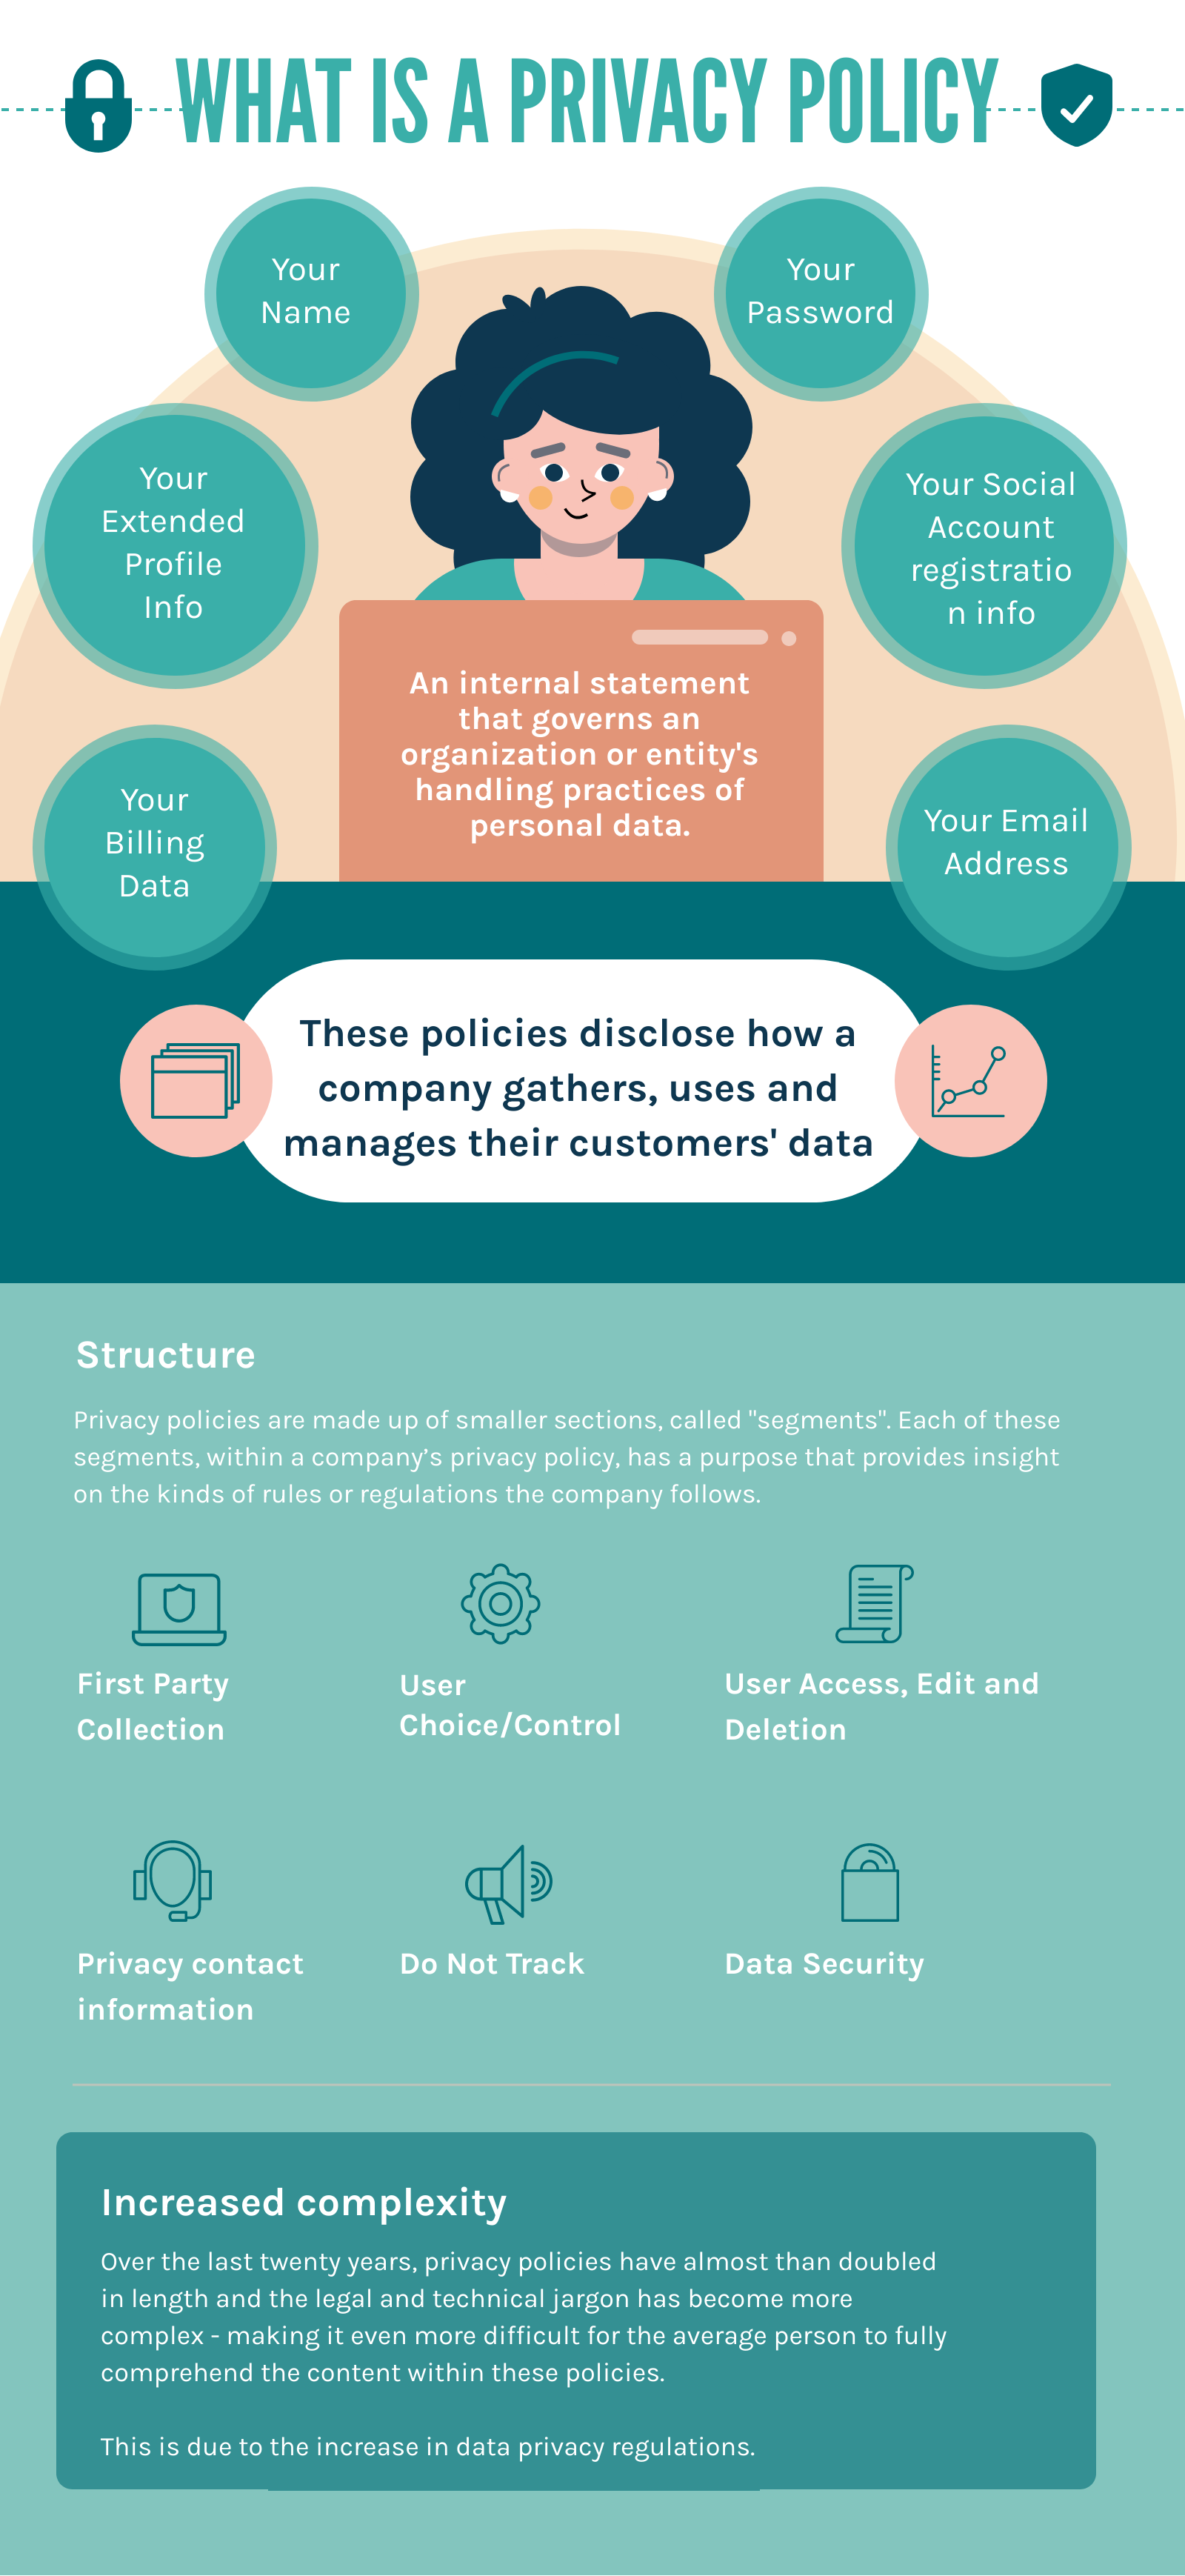 WHAT IS A PRIVACY POLICY
Your
Name
Your
Password
Your
Extended
Profile
Info
Your Social
Account
registratio
n info
An internal statement
that governs an
organization or entity's
handling practices of
personal data.
Your
Billing
Data
Your Email
Address
These policies disclose how a
company gathers, uses and
manages their customers' data
Structure
Privacy policies are made up of smaller sections, called "segments". Each of these
segments, within a company’s privacy policy, has a purpose that provides insight
on the kinds of rules or regulations the company follows.
First Party
Collection
User
Choice/Control
User Access, Edit and
Deletion
Privacy contact
information
Do Not Track
Data Security
Increased complexity
Over the last twenty years, privacy policies have almost than doubled
in length and the legal and technical jargon has become more
complex - making it even more difficult for the average person to fully
comprehend the content within these policies.
This is due to the increase in data privacy regulations.